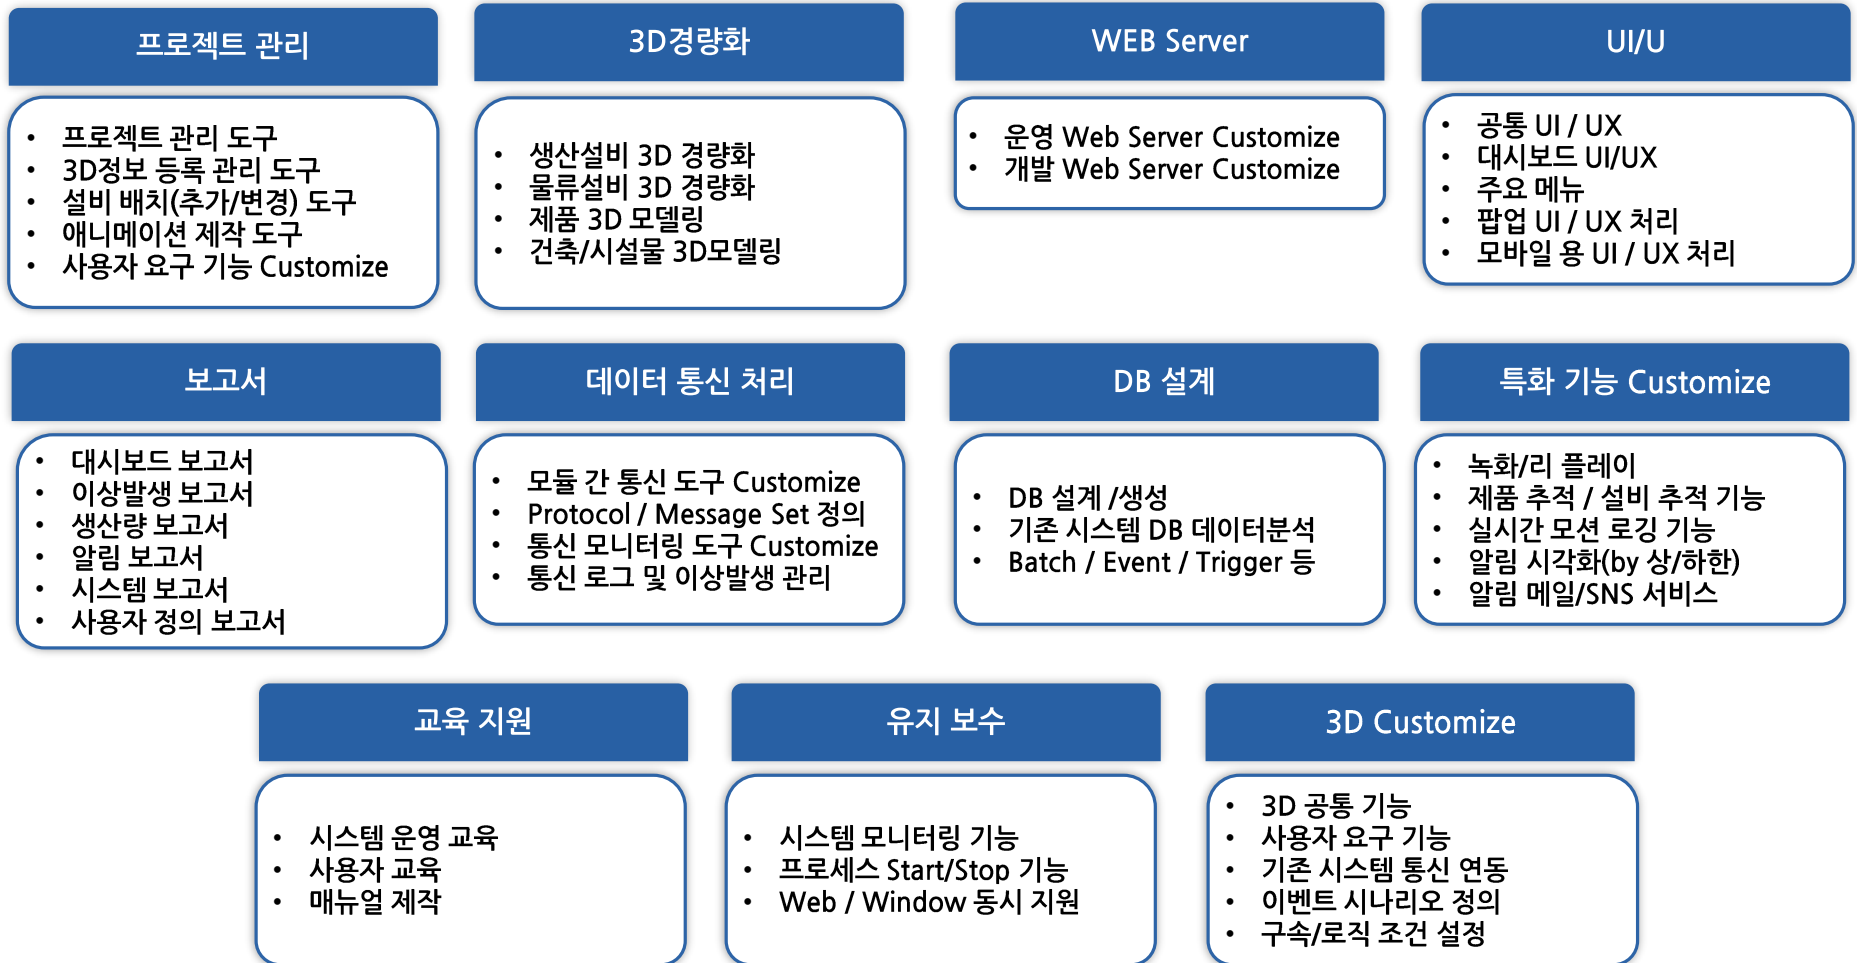 프로젝트 관리
• 프로젝트 관리 도구
• 3D정보 등록 관리 도구
• 설비 배치(추가/변경) 도구
• 애니메이션 제작 도구
• 사용자 요구 기능 Customize
3D경량화
• 생산설비 3D 경량화
• 물류설비 3D 경량화
• 제품 3D 모델링
• 건축/시설물 3D모델링
WEB Server
• 운영 Web Server Customize
• 개발 Web Server Customize
UI/U
• 공통 UI / UX
• 대시보드 UI/UX
• 주요 메뉴
• 팝업 UI / UX 처리
• 모바일 용 UI / UX 처리
보고서
• 대시보드 보고서
• 이상발생 보고서
• 생산량 보고서
• 알림 보고서
• 시스템 보고서
• 사용자 정의 보고서
데이터 통신 처리
• 모듈 간 통신 도구 Customize
• Protocol / Message Set 정의
• 통신 모니터링 도구 Customize
• 통신 로그 및 이상발생 관리
DB 설계
• DB 설계 /생성
• 기존 시스템 DB 데이터분석
• Batch / Event / Trigger 등
특화 기능 Customize
• 녹화/리 플레이
• 제품 추적 / 설비 추적 기능
• 실시간 모션 로깅 기능
• 알림 시각화(by 상/하한)
• 알림 메일/SNS 서비스
교육 지원
• 시스템 운영 교육
• 사용자 교육
• 매뉴얼 제작
유지 보수
• 시스템 모니터링 기능
• 프로세스 Start/Stop 기능
• Web / Window 동시 지원
3D Customize
• 3D 공통 기능
• 사용자 요구 기능
• 기존 시스템 통신 연동
• 이벤트 시나리오 정의
• 구속/로직 조건 설정